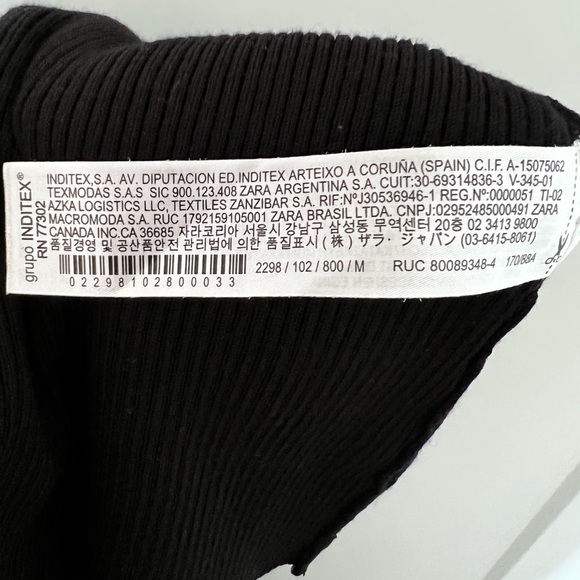 grupo INDITEX®
RN 77302
INDITEX,S.A. AV. DIPUTACION ED.INDITEX ARTEIXO A CORUÑA (SPAIN) C.I.F. A-15075062
TEXMODAS S.A.S SIC 900.123.408 ZARA ARGENTINA S.A. CUIT:30-69314836-3 V-345-01
AZKA LOGISTICS LLC, TEXTILES ZANZIBAR S.A. RIF:NºJ30536946-1 REG.Nº:0000051 TI-02
MACROMODA S.A. RUC 1792159105001 ZARA BRASIL LTDA. CNPJ:02952485000491 ZARA
CANADA INC.CA 36685 자라코리아 서울시 강남구 삼성동 무역센터 20층 02 3413 9800
품질경영 및 공산품안전 관리법에 의한 품질표시 (株) ザラ・ジャパン (03-6415-8061)
2298 / 102 / 800 / M RUC 80089348-4 170/88A
02298102800033